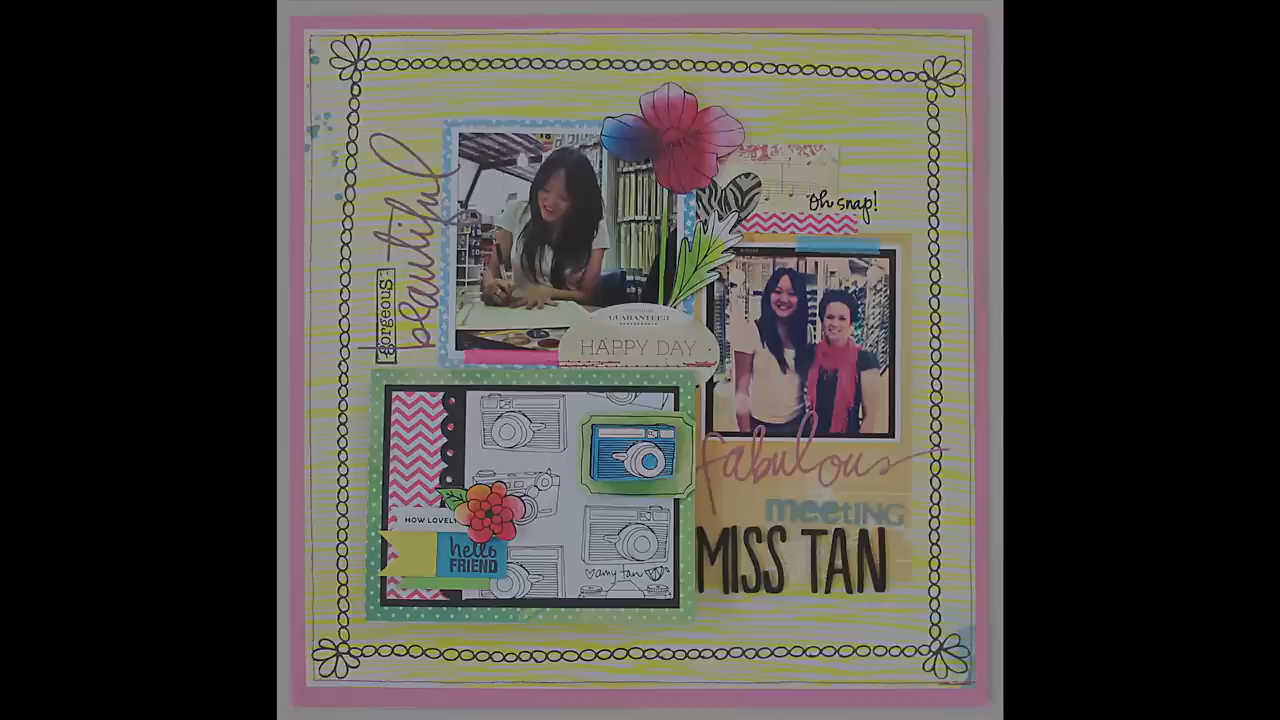 beautiful
gorgeous:
Oh snap!
GUARANTEED
HAPPY DAY
fabulous
meeting
MISS TAN
HOW LOVELY
hello
FRIEND
amy tan